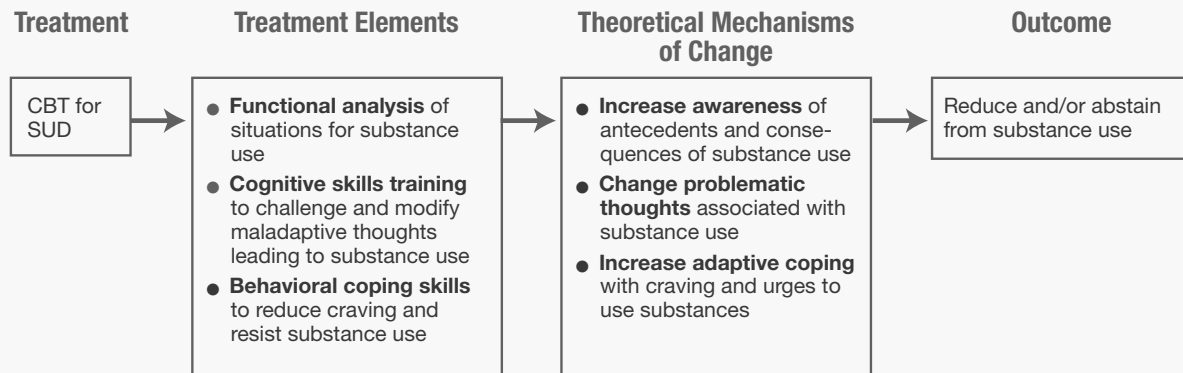 Treatment
Treatment Elements
Theoretical Mechanisms
of Change
Outcome
CBT for
SUD
● Functional analysis of
situations for substance
use
● Cognitive skills training
to challenge and modify
maladaptive thoughts
leading to substance use
● Behavioral coping skills
to reduce craving and
resist substance use
● Increase awareness of
antecedents and conse-
quences of substance use
● Change problematic
thoughts associated with
substance use
● Increase adaptive coping
with craving and urges to
use substances
Reduce and/or abstain
from substance use